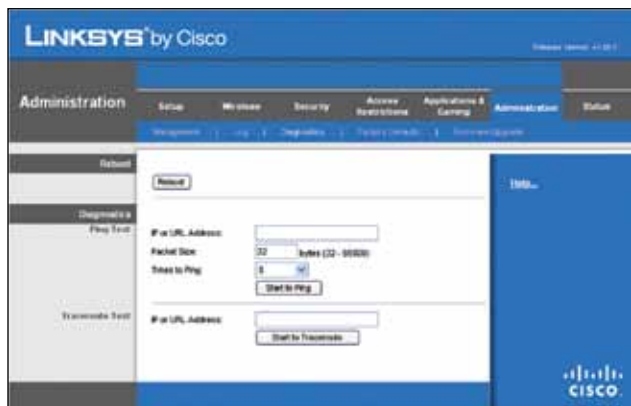 LINKSYS® by Cisco
Administration
Setup
Wireless
Security
Access Restrictions
Applications & Gaming
Administration
Status
Management | Log | Diagnostics | Factory Defaults | Firmware Upgrade
Reboot
Reboot
Help...
Diagnostics
Ping Test
IP or URL Address:
Packet Size: 32 bytes (32 - 65500)
Times to Ping: 5
Start to Ping
Traceroute Test
IP or URL Address:
Start to Traceroute
CISCO